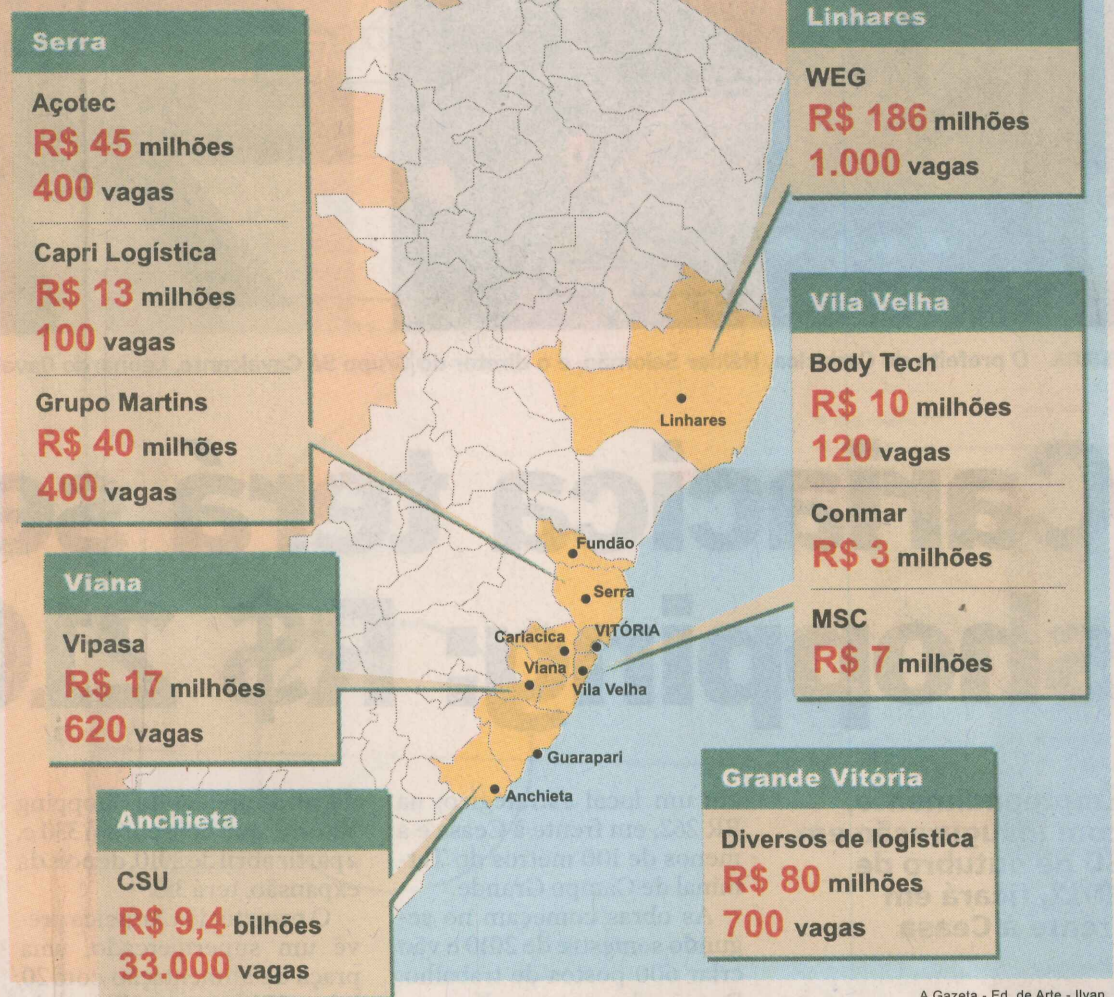 Serra
Açotec
R$ 45 milhões
400 vagas
Capri Logística
R$ 13 milhões
100 vagas
Grupo Martins
R$ 40 milhões
400 vagas
Viana
Vipasa
R$ 17 milhões
620 vagas
Anchieta
CSU
R$ 9,4 bilhões
33.000 vagas
Linhares
WEG
R$ 186 milhões
1.000 vagas
Vila Velha
Body Tech
R$ 10 milhões
120 vagas
Conmar
R$ 3 milhões
MSC
R$ 7 milhões
Grande Vitória
Diversos de logística
R$ 80 milhões
700 vagas
Linhares
Fundão
Serra
Cariacica
VITÓRIA
Viana
Vila Velha
Guarapari
Anchieta
A Gazeta - Ed. de Arte - Ilvan